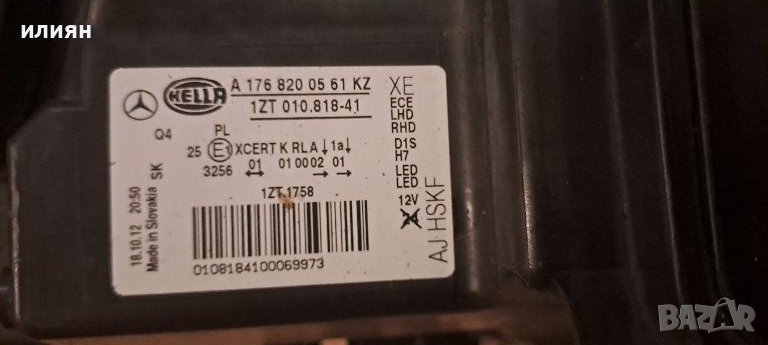 илиян
HELLA
A 176 820 05 61 KZ
1ZT 010.818-41
Q4
PL
25 E1 XCERT K RLA ↓ 1a ↓
3256 ↔ 01 01 0002 → 01 →
1ZT 1758
0108184100069973
18.10.12 20:50
Made in Slovakia SK
XE
ECE
LHD
RHD
D1S
H7
LED
LED
12V
AJ HSKF
BAZAR